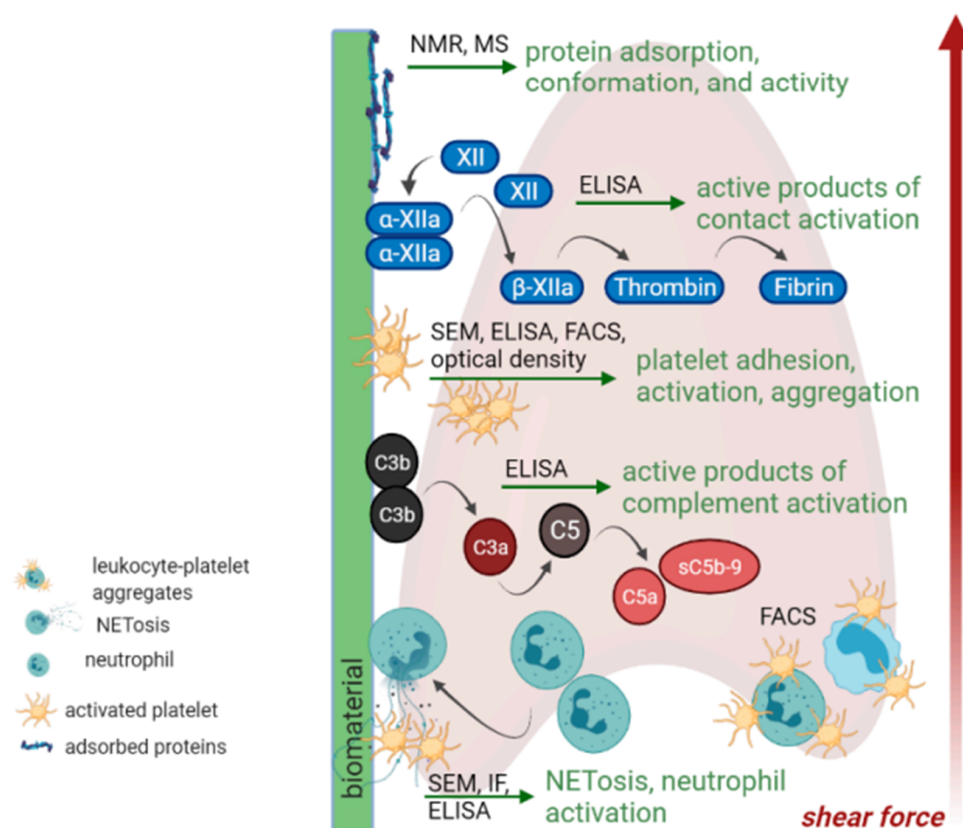 NMR, MS
protein adsorption,
conformation, and activity
XII
XII
ELISA
active products of
contact activation
α-XIIa
α-XIIa
β-XIIa
Thrombin
Fibrin
SEM, ELISA, FACS,
optical density
platelet adhesion,
activation, aggregation
C3b
C3b
ELISA
active products of
complement activation
C3a
C5
C5a
sC5b-9
leukocyte-platelet
aggregates
NETosis
neutrophil
activated platelet
adsorbed proteins
biomaterial
FACS
SEM, IF,
ELISA
NETosis, neutrophil
activation
shear force